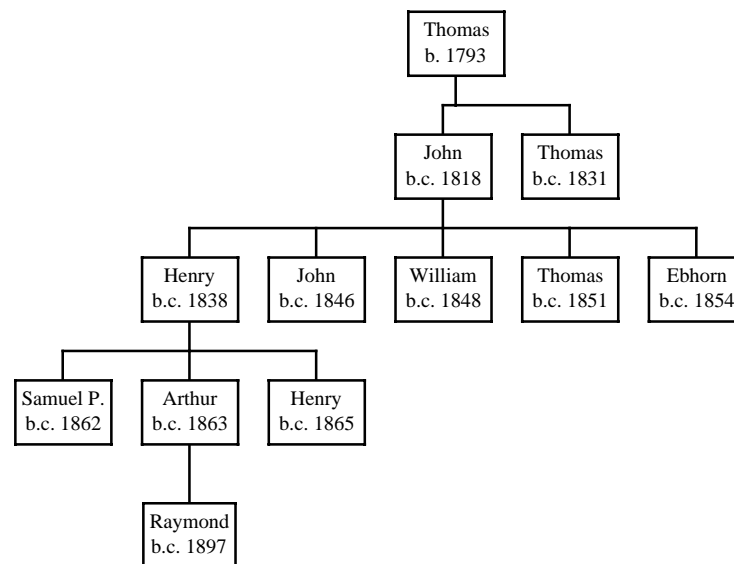 Thomas
b. 1793
John
b.c. 1818
Thomas
b.c. 1831
Henry
b.c. 1838
John
b.c. 1846
William
b.c. 1848
Thomas
b.c. 1851
Ebhorn
b.c. 1854
Samuel P.
b.c. 1862
Arthur
b.c. 1863
Henry
b.c. 1865
Raymond
b.c. 1897